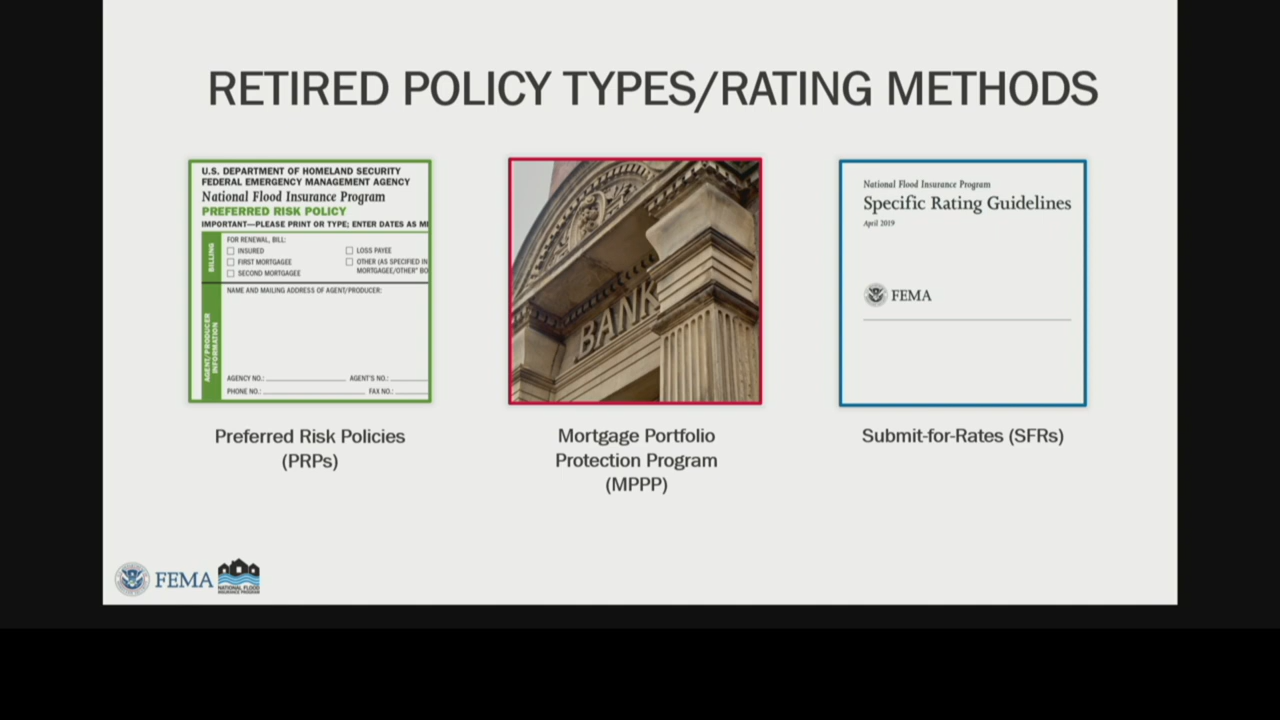 RETIRED POLICY TYPES/RATING METHODS
U.S. DEPARTMENT OF HOMELAND SECURITY
FEDERAL EMERGENCY MANAGEMENT AGENCY
National Flood Insurance Program
PREFERRED RISK POLICY
IMPORTANT—PLEASE PRINT OR TYPE; ENTER DATES AS
BILLING
FOR RENEWAL, BILL:
INSURED
FIRST MORTGAGEE
SECOND MORTGAGEE
LOSS PAYEE
OTHER (AS SPECIFIED IN
MORTGAGEE/OTHER" BO
AGENT/PRODUCER
INFORMATION
NAME AND MAILING ADDRESS OF AGENT/PRODUCER:
AGENCY NO.: AGENT'S NO.:
PHONE NO.: FAX NO.:
BANK
National Flood Insurance Program
Specific Rating Guidelines
April 2019
FEMA
Preferred Risk Policies
(PRPs)
Mortgage Portfolio
Protection Program
(MPPP)
Submit-for-Rates (SFRs)
FEMA
NATIONAL FLOOD
INSURANCE PROGRAM